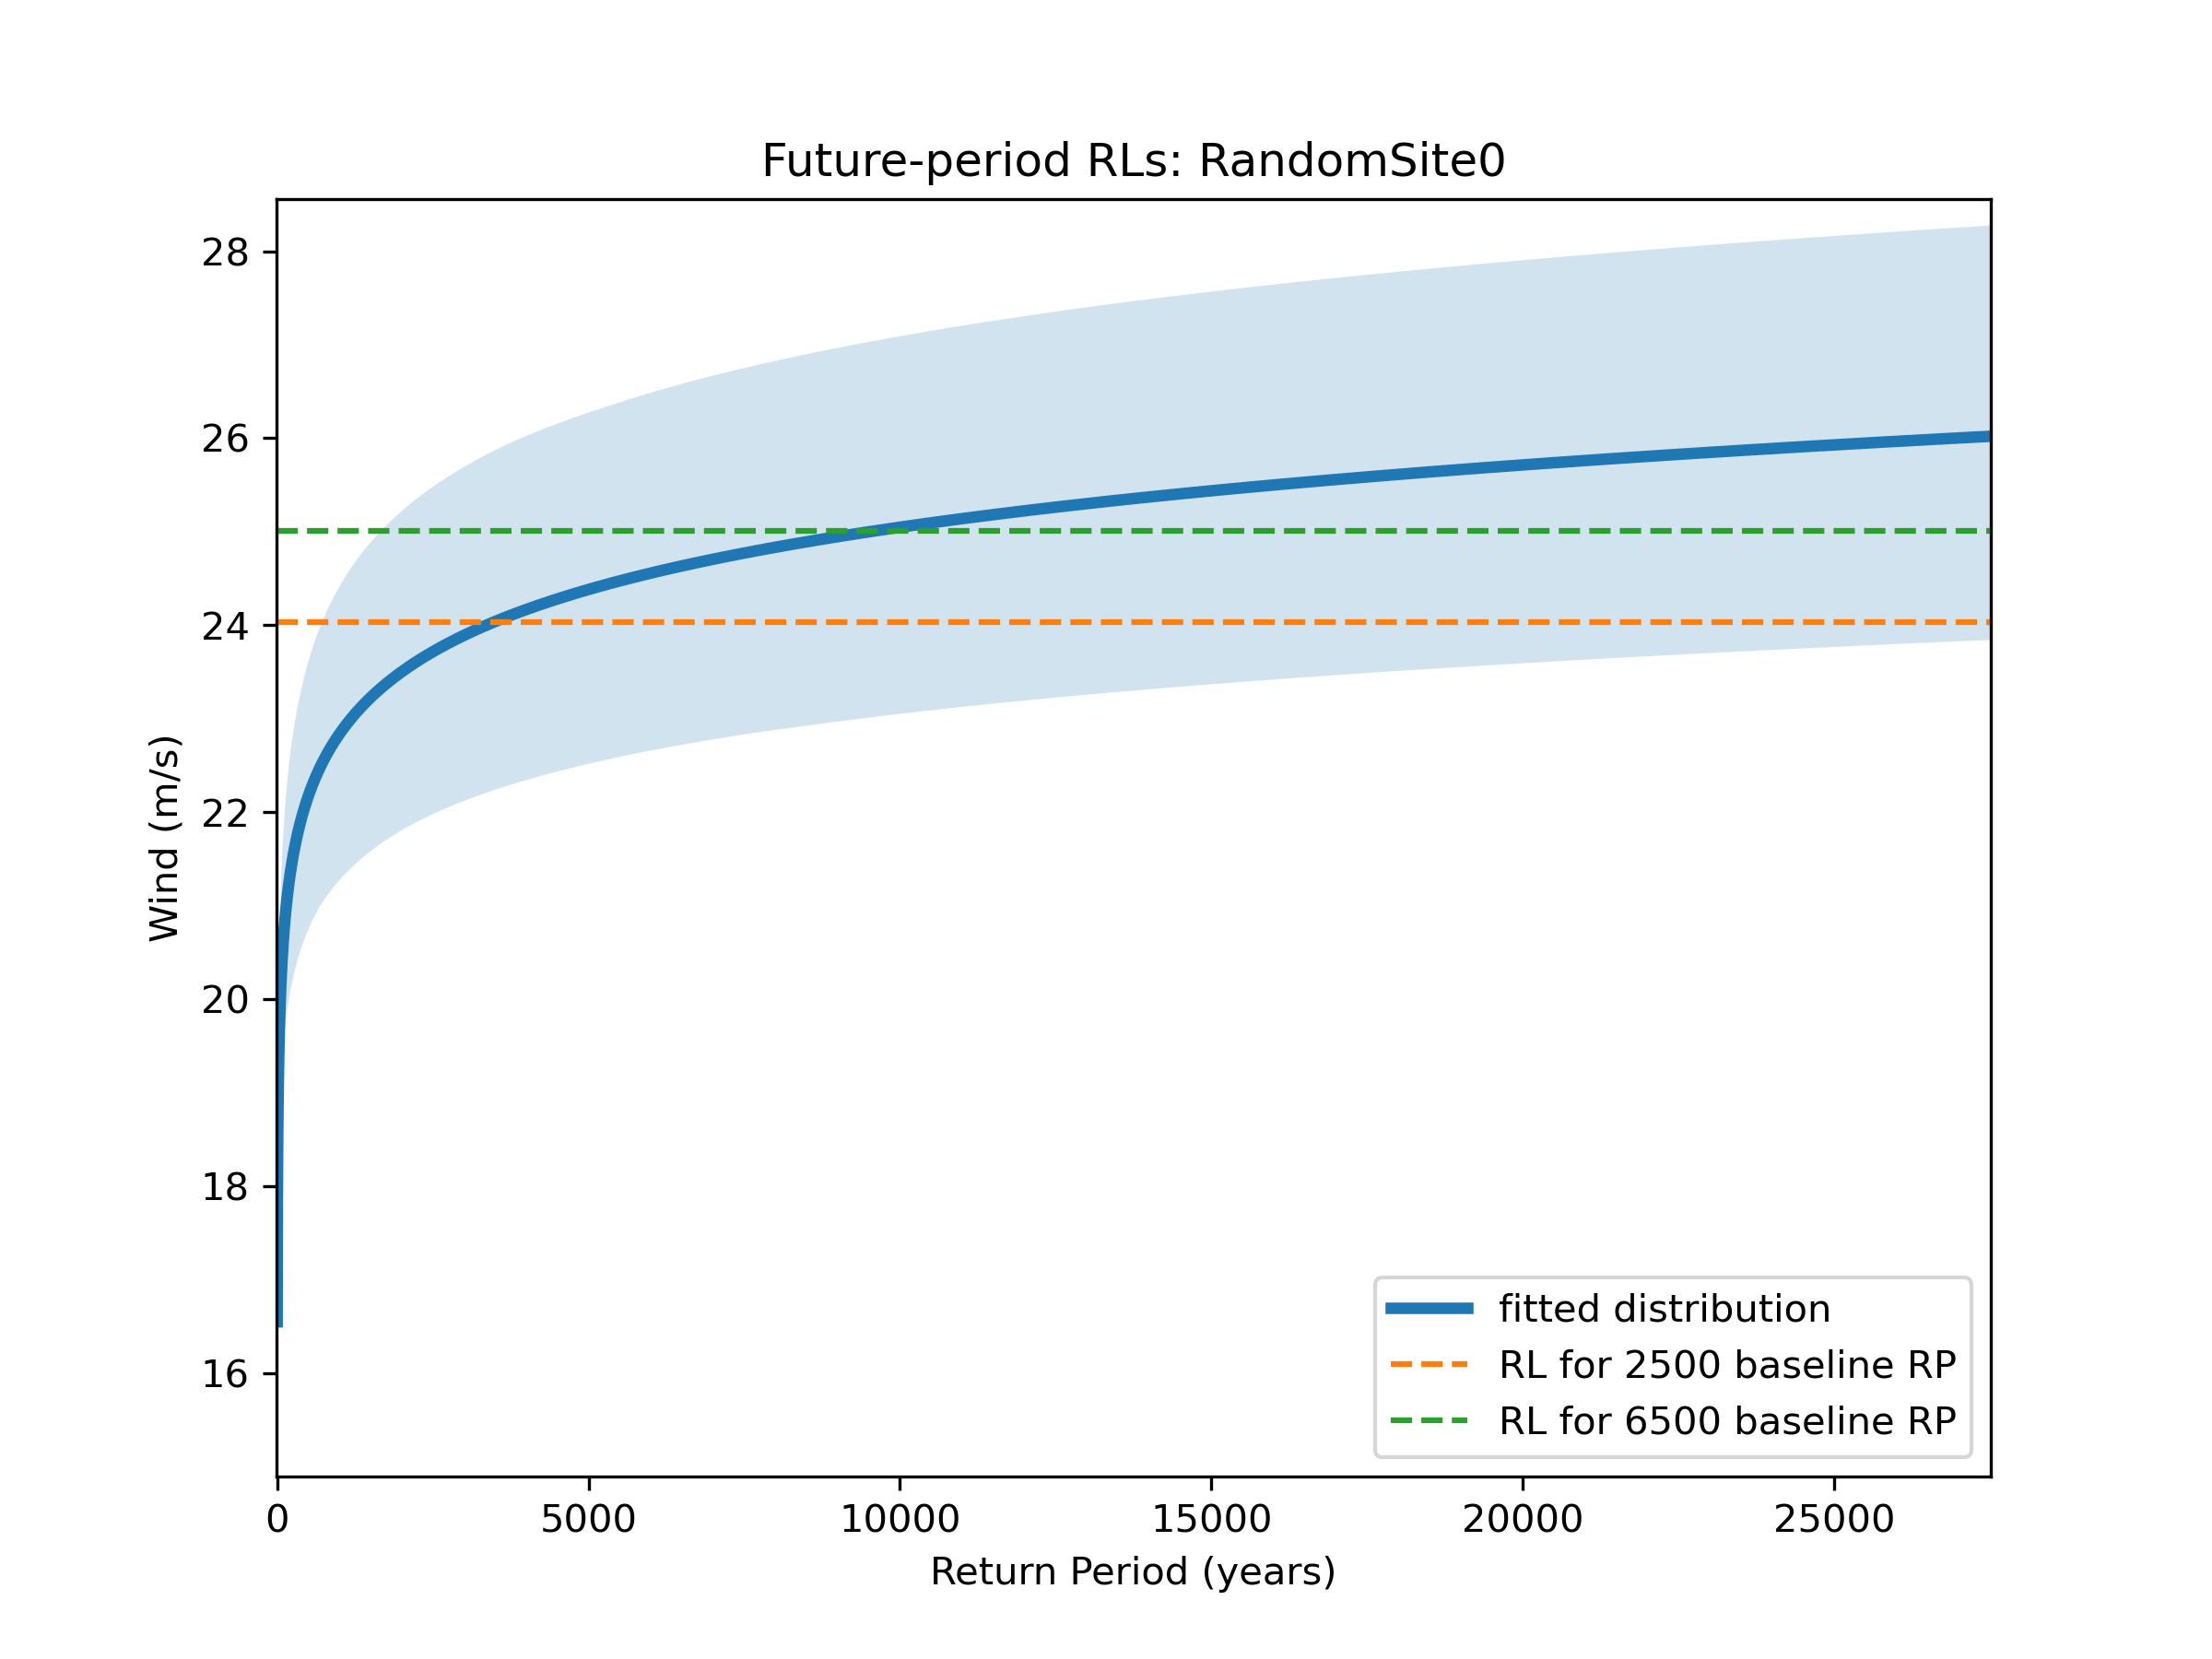 Future-period RLs: RandomSite0
28
26
24
22
20
18
16
Wind (m/s)
fitted distribution
RL for 2500 baseline RP
RL for 6500 baseline RP
0 5000 10000 15000 20000 25000
Return Period (years)